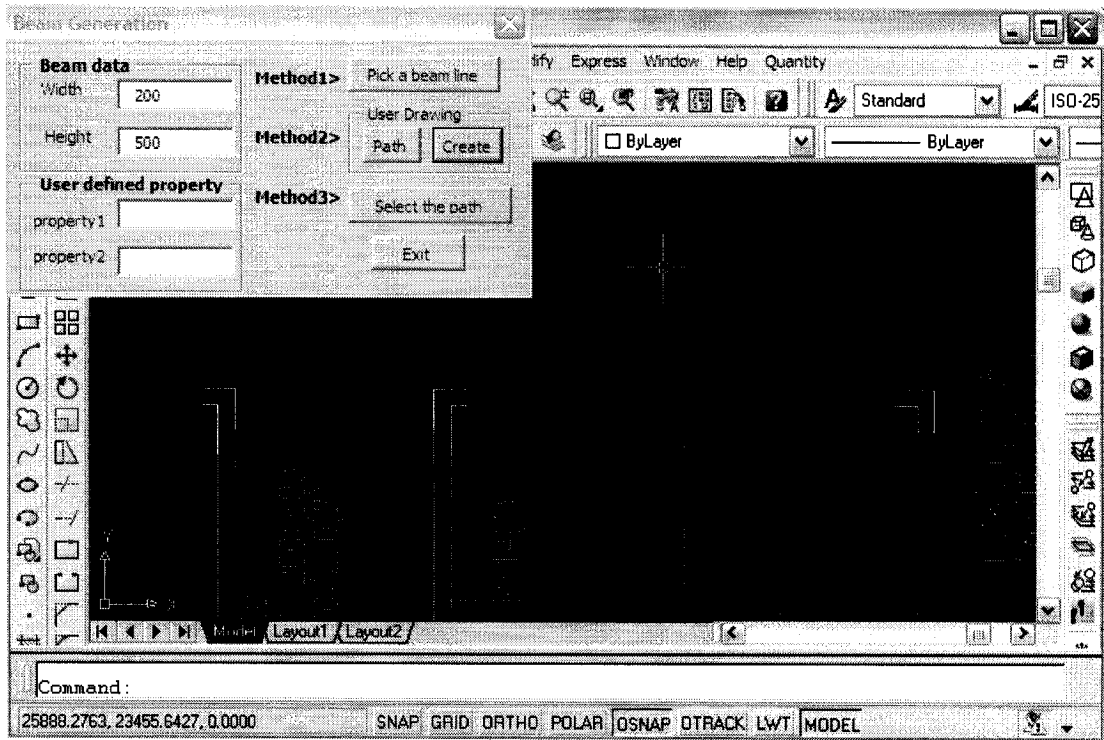 Beam Generation
Beam data
Width 200
Height 500
User defined property
property1
property2
Method1> Pick a beam line
User Drawing
Method2> Path Create
Method3> Select the path
Exit
Express Window Help Quantity
Standard ISO-25
ByLayer ByLayer
Y
Model Layout1 Layout2
Command:
25888.2763, 23455.6427, 0.0000 SNAP GRID ORTHO POLAR OSNAP OTRACK LWT MODEL